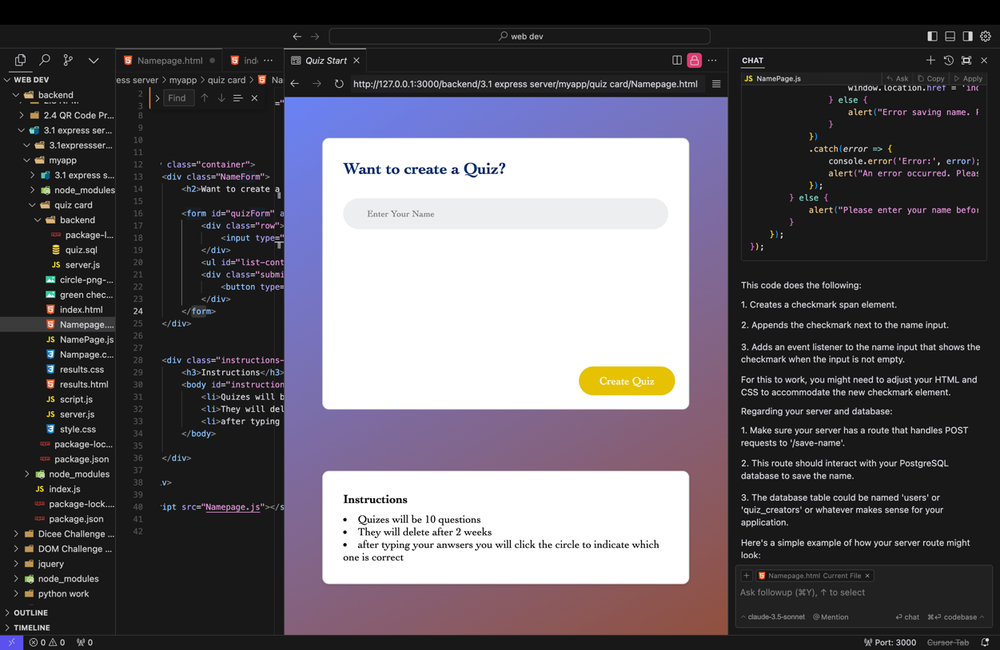 web dev
WEB DEV
backend
2.4 QR Code Pr...
3.1 express ser...
3.1expressser...
myapp
3.1 express s...
node_modules
quiz card
backend
package-l...
quiz.sql
JS server.js
circle-png-...
green chec...
index.html
Namepage....
JS NamePage.js
Nampage.c...
results.css
results.html
JS script.js
JS server.js
style.css
package-loc...
package.json
node_modules
JS index.js
package-lock....
package.json
Dicee Challenge ...
DOM Challenge ...
jquery
node_modules
python work
OUTLINE
TIMELINE
Namepage.html
ind
ess server > myapp > quiz card > Na
Find
2
3 ="
8
9
10
11
12 class="container">
13 <div class="NameForm">
14 <h2>Want to create a
15
16 <form id="quizForm" a
17 <div class="row">
18 <input type="
19 </div>
20 <ul id="list-cont
21 <div class="submi
22 <button type=
23 </div>
24 </form>
25 </div>
26
27
28 <div class="instructions-
29 <h3>Instructions</h3>
30 <body id="instruction
31 <li>Quizes will b
32 <li>They will del
33 <li>after typing
34 </body>
35
36 </div>
37
38 iv>
39
40 ript src="Namepage.js"></s
41
42
Quiz Start
http://127.0.0.1:3000/backend/3.1 express server/myapp/quiz card/Namepage.html
Want to create a Quiz?
Enter Your Name
Create Quiz
Instructions
• Quizes will be 10 questions
• They will delete after 2 weeks
• after typing your anwsers you will click the circle to indicate which
one is correct
CHAT
JS NamePage.js Ask Copy Apply
window.location.href = 'ind
} else {
alert("Error saving name. P
}
})
.catch(error => {
console.error('Error:', error);
alert("An error occurred. Pleas
});
} else {
alert("Please enter your name befor
}
});
});
This code does the following:
1. Creates a checkmark span element.
2. Appends the checkmark next to the name input.
3. Adds an event listener to the name input that shows the
checkmark when the input is not empty.
For this to work, you might need to adjust your HTML and
CSS to accommodate the new checkmark element.
Regarding your server and database:
1. Make sure your server has a route that handles POST
requests to '/save-name'.
2. This route should interact with your PostgreSQL
database to save the name.
3. The database table could be named 'users' or
'quiz_creators' or whatever makes sense for your
application.
Here's a simple example of how your server route might
look:
Namepage.html Current File
Ask followup (⌘Y), ↑ to select
claude-3.5-sonnet @ Mention chat ⌘ codebase
0 0 0
Port: 3000 Cursor Tab